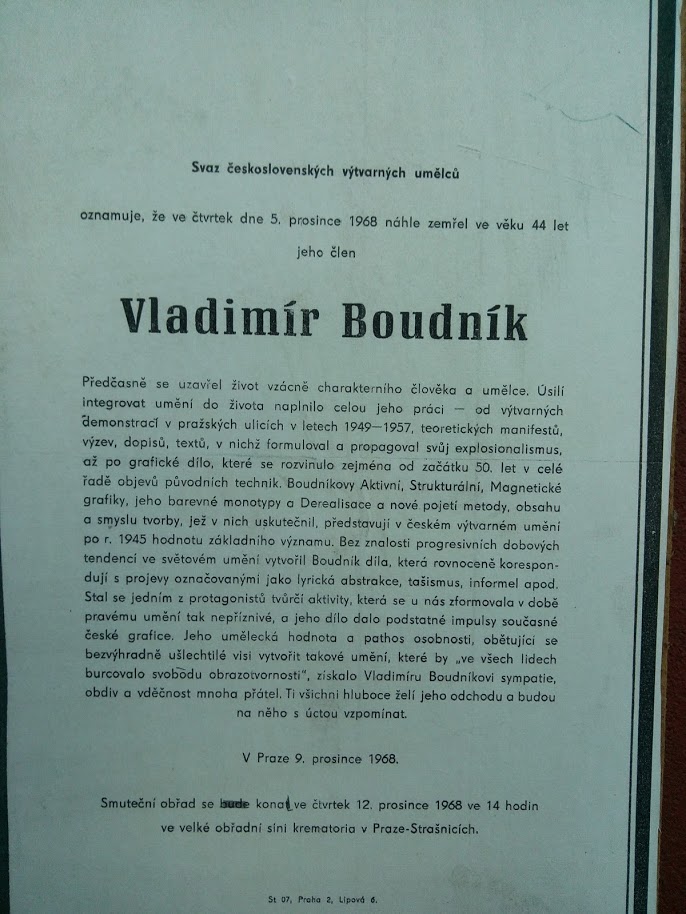 Svaz československých výtvarných umělců
oznamuje, že ve čtvrtek dne 5. prosince 1968 náhle zemřel ve věku 44 let
jeho člen
Vladimír Boudník
Předčasně se uzavřel život vzácně charakterního člověka a umělce. Úsilí
integrovat umění do života naplnilo celou jeho práci — od výtvarných
demonstrací v pražských ulicích v letech 1949—1957, teoretických manifestů,
výzev, dopisů, textů, v nichž formuloval a propagoval svůj explosionalismus,
až po grafické dílo, které se rozvinulo zejména od začátku 50. let v celé
řadě objevů původních technik. Boudníkovy Aktivní, Strukturální, Magnetické
grafiky, jeho barevné monotypy a Derealisace a nové pojetí metody, obsahu
a smyslu tvorby, jež v nich uskutečnil, představují v českém výtvarném umění
po r. 1945 hodnotu základního významu. Bez znalosti progresivních dobových
tendencí ve světovém umění vytvořil Boudník díla, která rovnoceně korespon-
dují s projevy označovanými jako lyrická abstrakce, tašismus, informel apod.
Stal se jedním z protagonistů tvůrčí aktivity, která se u nás zformovala v době
pravému umění tak nepříznivé, a jeho dílo dalo podstatné impulsy současné
české grafice. Jeho umělecká hodnota a pathos osobnosti, obětující se
bezvýhradně ušlechtilé visi vytvořit takové umění, které by „ve všech lidech
burcovalo svobodu obrazotvornosti", získalo Vladimíru Boudníkovi sympatie,
obdiv a vděčnost mnoha přátel. Ti všichni hluboce želí jeho odchodu a budou
na něho s úctou vzpomínat.
V Praze 9. prosince 1968.
Smuteční obřad se bude konal ve čtvrtek 12. prosince 1968 ve 14 hodin
ve velké obřadní síni krematoria v Praze-Strašnicích.
St 07, Praha 2, Lípová 6.